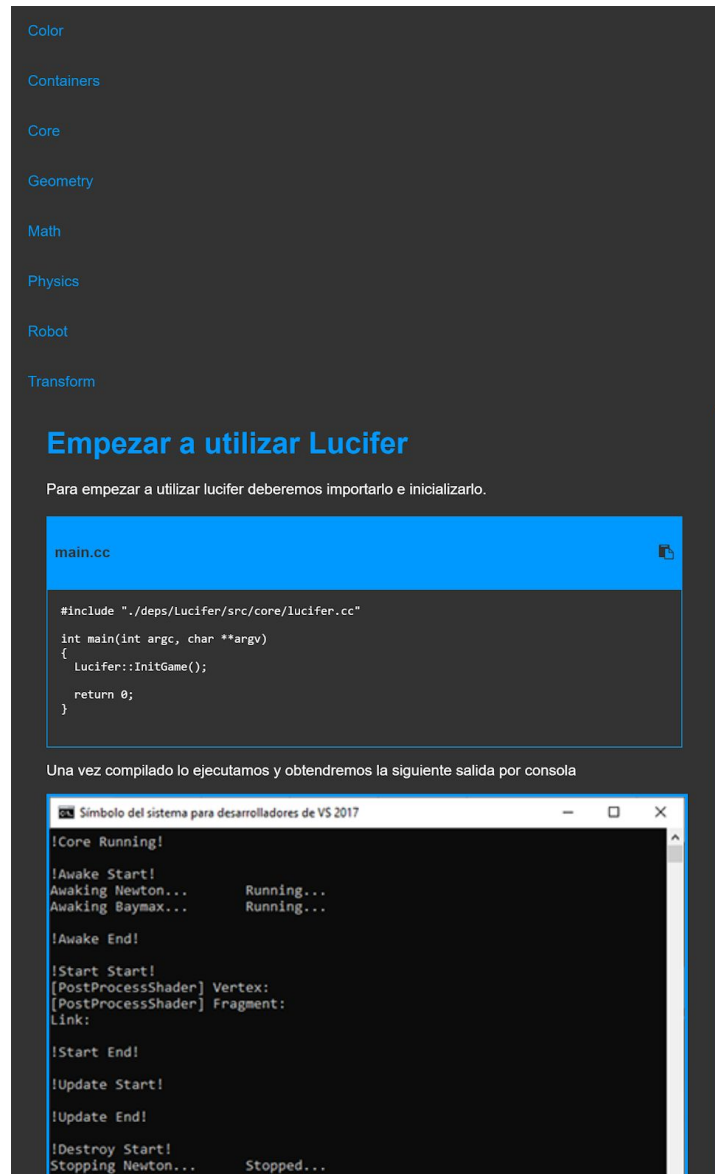 Color
Containers
Core
Geometry
Math
Physics
Robot
Transform
Empezar a utilizar Lucifer
Para empezar a utilizar lucifer deberemos importarlo e inicializarlo.
main.cc
#include "./deps/Lucifer/src/core/lucifer.cc"
int main(int argc, char **argv)
{
  Lucifer::InitGame();
  return 0;
}
Una vez compilado lo ejecutamos y obtendremos la siguiente salida por consola
Símbolo del sistema para desarrolladores de VS 2017
!Core Running!
!Awake Start!
Awaking Newton...       Running...
Awaking Baymax...       Running...
!Awake End!
!Start Start!
[PostProcessShader] Vertex:
[PostProcessShader] Fragment:
Link:
!Start End!
!Update Start!
!Update End!
!Destroy Start!
Stopping Newton...      Stopped...